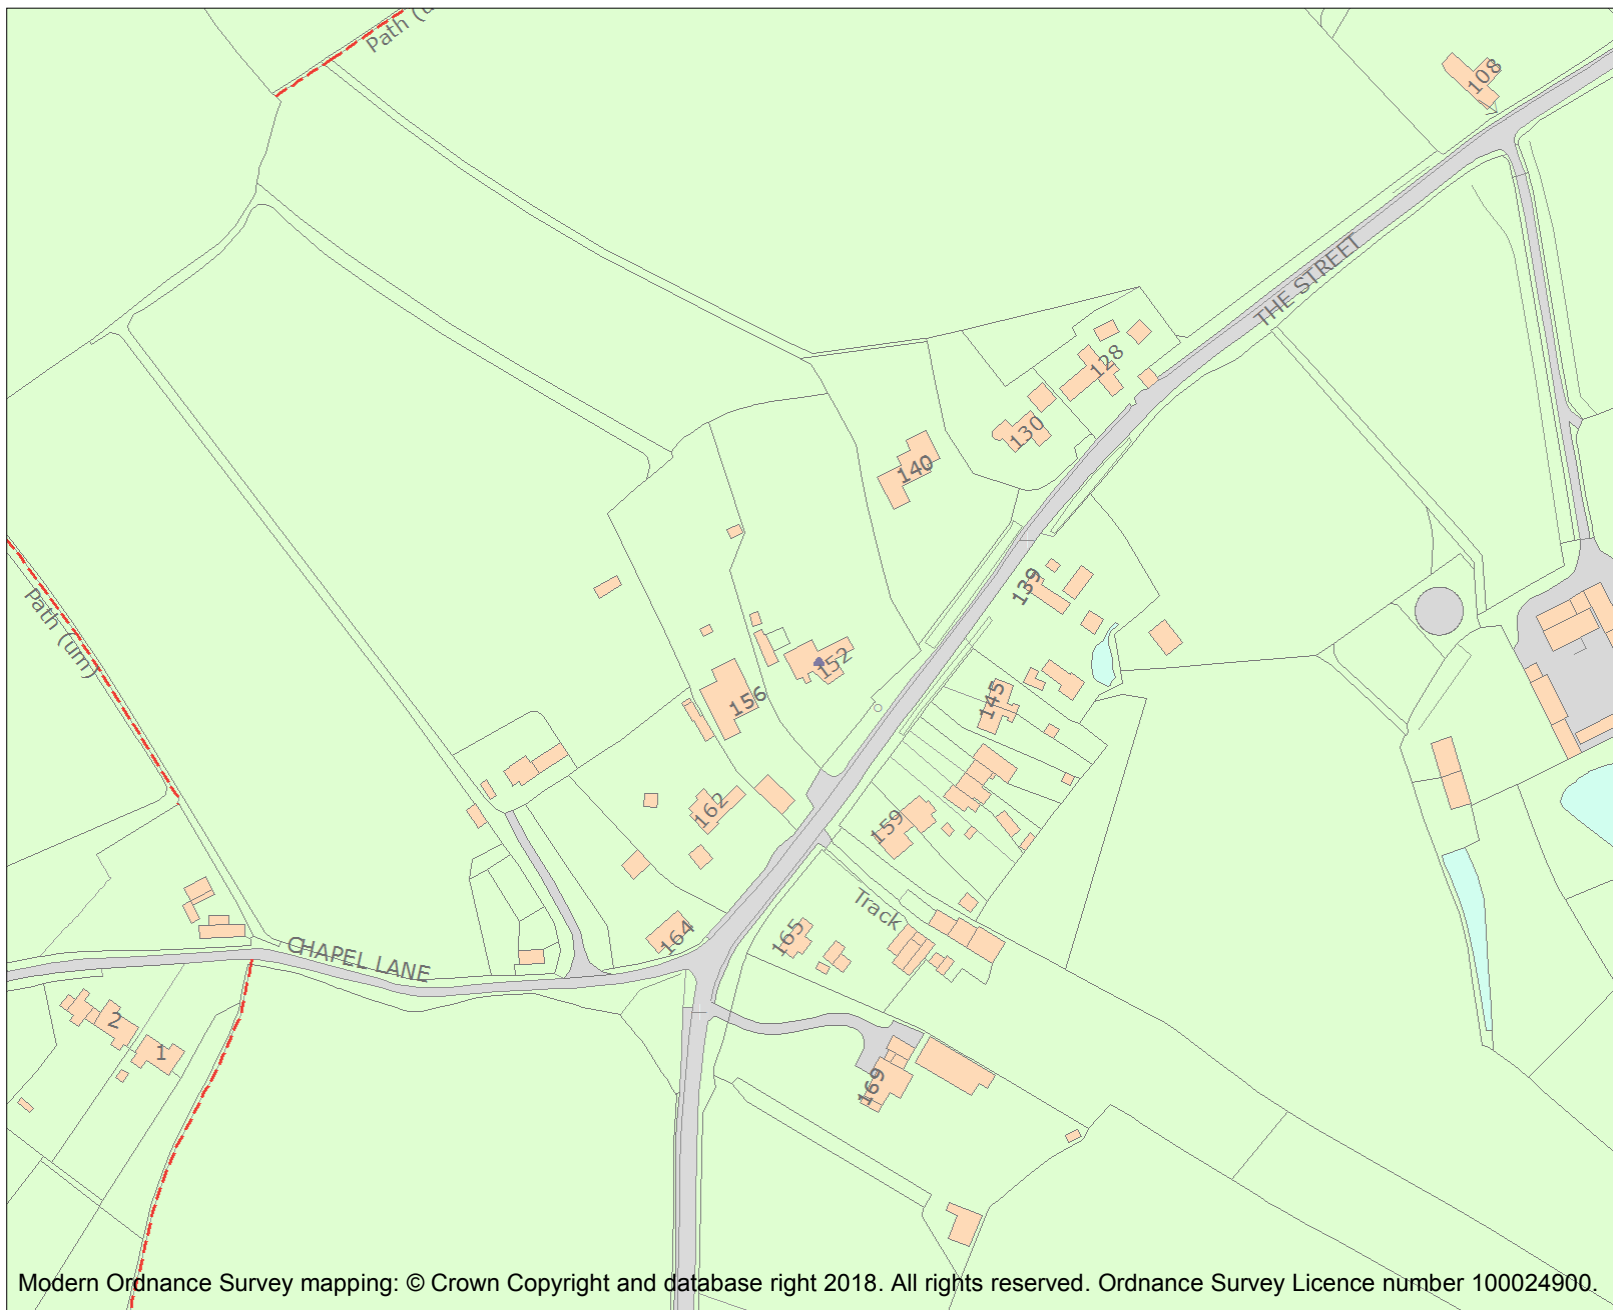 Path (u
108
THE STREET
128
130
140
139
Path (um)
152
156
145
162
159
Track
164
165
CHAPEL LANE
2
1
169
Modern Ordnance Survey mapping: © Crown Copyright and database right 2018. All rights reserved. Ordnance Survey Licence number 100024900.